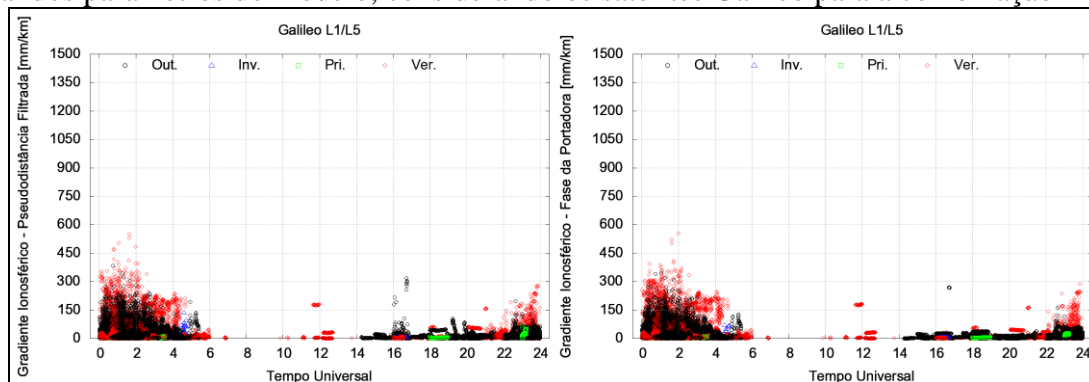 Galileo L1/L5
Out. Inv. Pri. Ver.
Gradiente Ionosférico - Pseudodistância Filtrada [mm/km]
1500
1350
1200
1050
900
750
600
450
300
150
0
0 2 4 6 8 10 12 14 16 18 20 22 24
Tempo Universal
Galileo L1/L5
Out. Inv. Pri. Ver.
Gradiente Ionosférico - Fase da Portadora [mm/km]
1500
1350
1200
1050
900
750
600
450
300
150
0
0 2 4 6 8 10 12 14 16 18 20 22 24
Tempo Universal